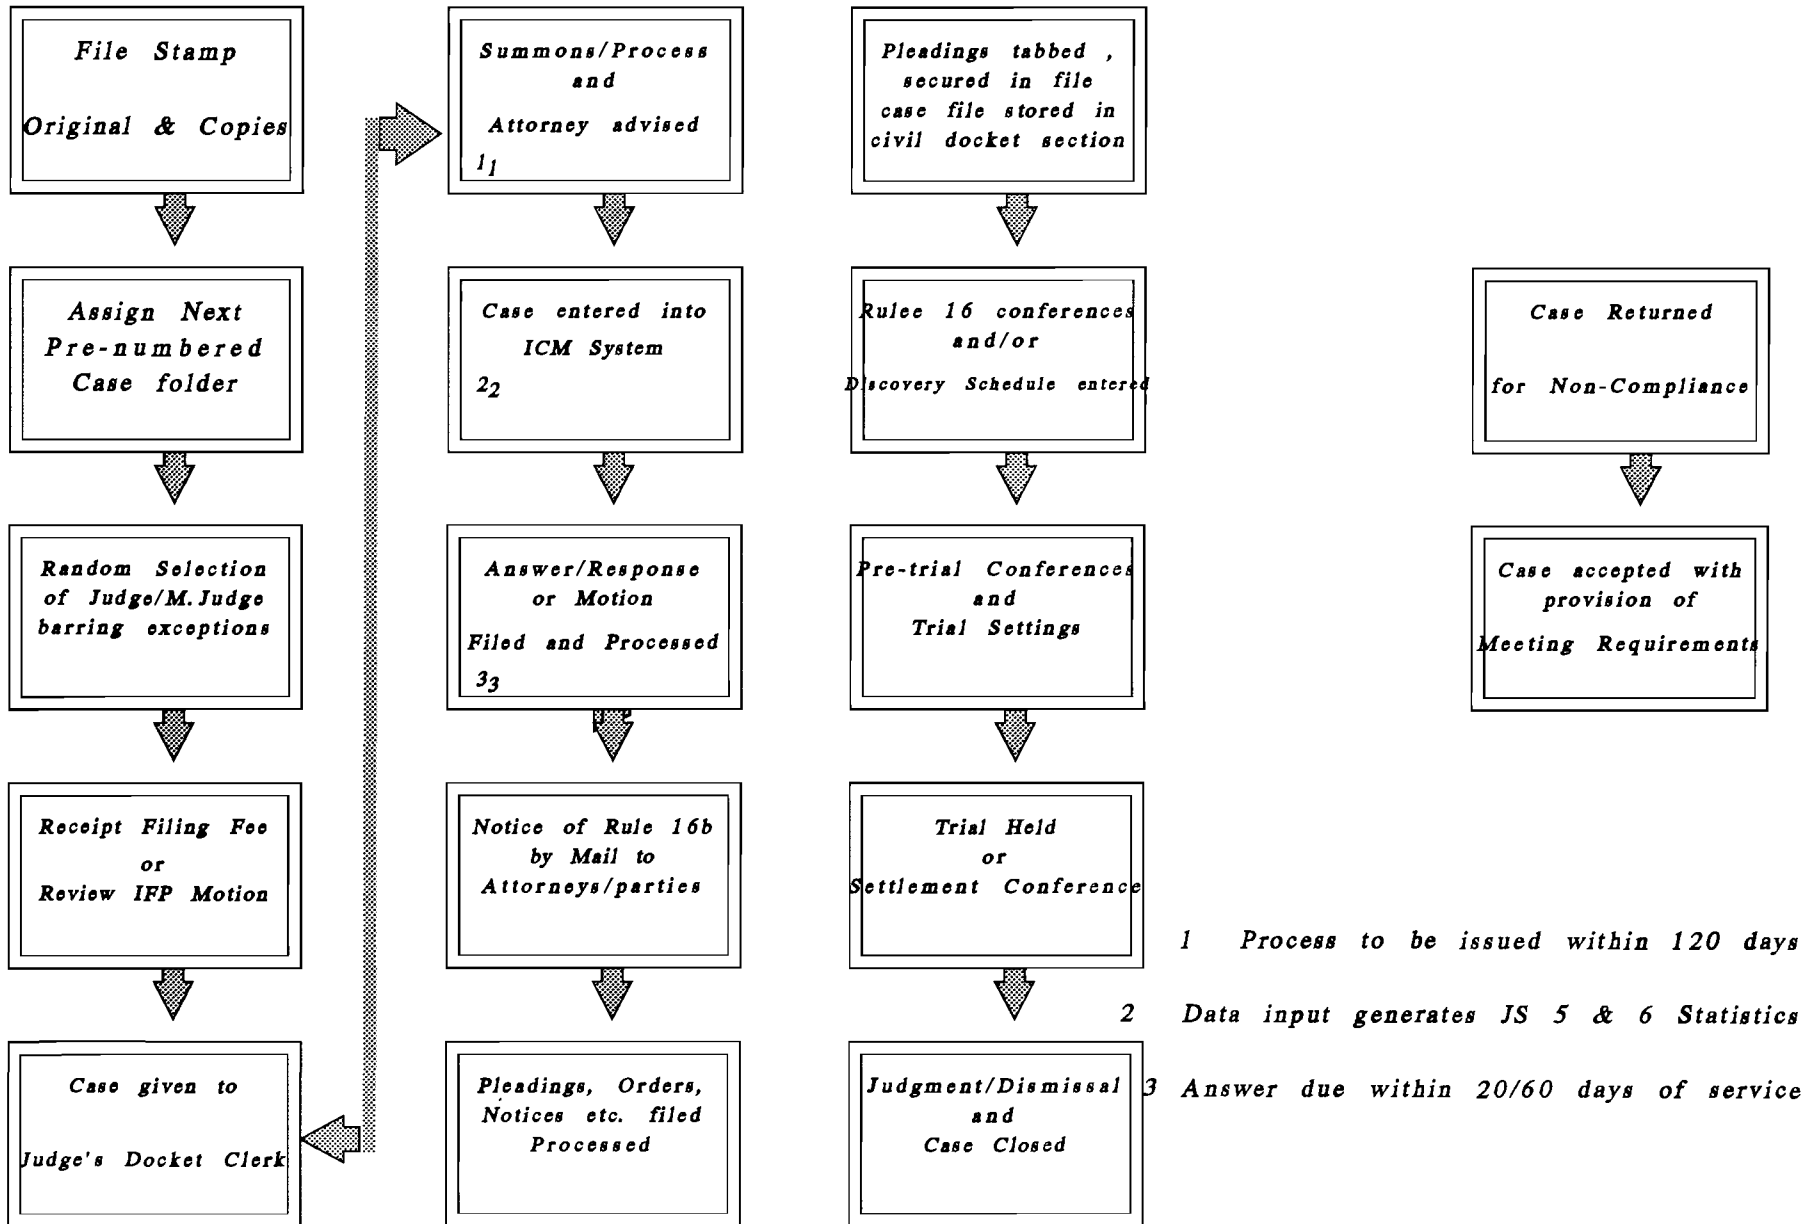 File Stamp
Original & Copies
Assign Next
Pre-numbered
Case folder
Random Selection
of Judge/M.Judge
barring exceptions
Receipt Filing Fee
or
Review IFP Motion
Case given to
Judge's Docket Clerk
Summons/Process
and
Attorney advised
1 1
Case entered into
ICM System
2 2
Answer/Response
or Motion
Filed and Processed
3 3
Notice of Rule 16b
by Mail to
Attorneys/parties
Pleadings, Orders,
Notices etc. filed
Processed
Pleadings tabbed ,
secured in file
case file stored in
civil docket section
Rulee 16 conferences
and/or
Discovery Schedule entered
Pre-trial Conferences
and
Trial Settings
Trial Held
or
Settlement Conference
Judgment/Dismissal
and
Case Closed
Case Returned
for Non-Compliance
Case accepted with
provision of
Meeting Requirements
1 Process to be issued within 120 days
2 Data input generates JS 5 & 6 Statistics
3 Answer due within 20/60 days of service